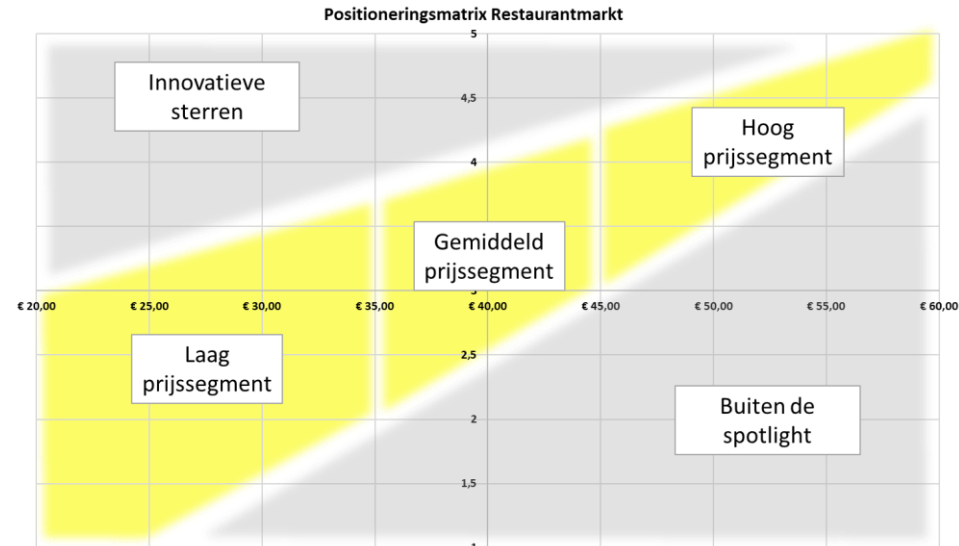 Positioneringsmatrix Restaurantmarkt
5
Innovatieve
sterren
4,5
Hoog
prijssegment
4
Gemiddeld
prijssegment
€ 20,00 € 25,00 € 30,00 € 35,00 € 40,00 € 45,00 € 50,00 € 55,00 € 60,00
Laag
prijssegment
2,5
Buiten de
spotlight
2
1,5